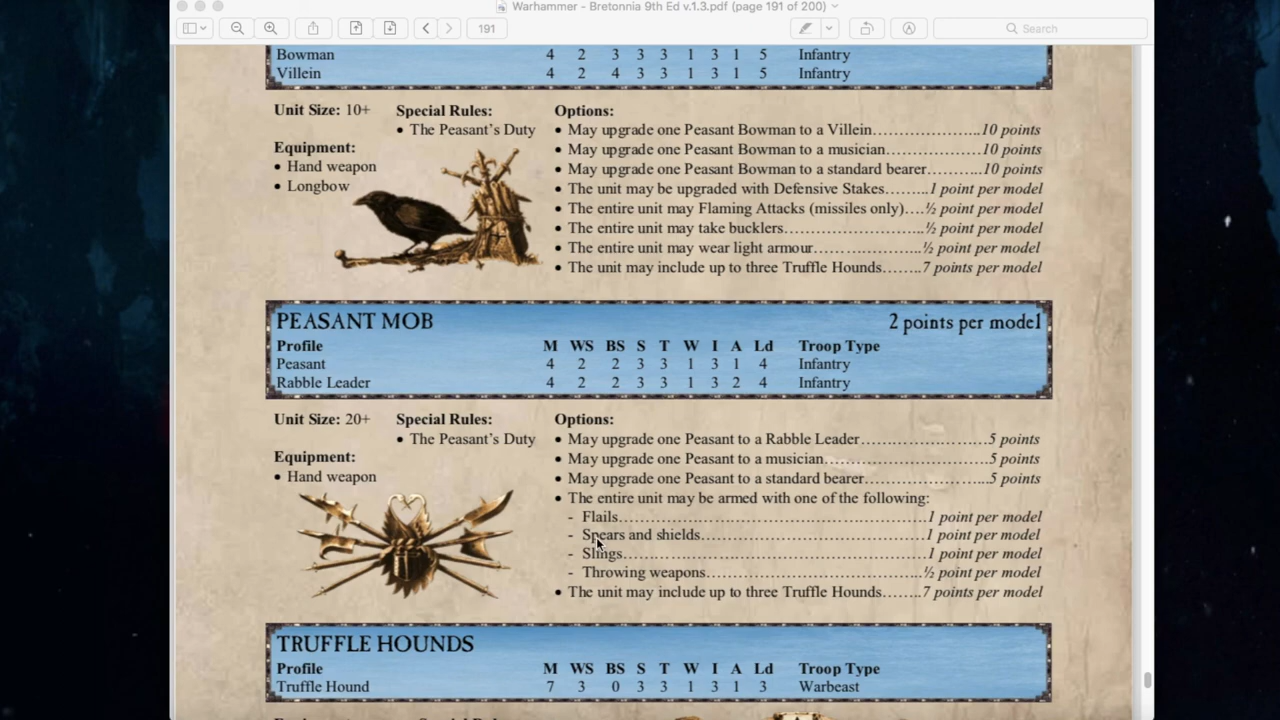 Warhammer - Bretonnia 9th Ed v.1.3.pdf (page 191 of 200)
191
Search
Bowman 4 2 3 3 3 1 3 1 5 Infantry
Villein 4 2 4 3 3 1 3 1 5 Infantry
Unit Size: 10+ Special Rules: Options:
• The Peasant's Duty • May upgrade one Peasant Bowman to a Villein…………………..10 points
Equipment: • May upgrade one Peasant Bowman to a musician………………...10 points
• Hand weapon • May upgrade one Peasant Bowman to a standard bearer………...10 points
• Longbow • The unit may be upgraded with Defensive Stakes……..1 point per model
• The entire unit may Flaming Attacks (missiles only)….½ point per model
• The entire unit may take bucklers……………………...½ point per model
• The entire unit may wear light armour…………………½ point per model
• The unit may include up to three Truffle Hounds……..7 points per model
PEASANT MOB 2 points per model
Profile M WS BS S T W I A Ld Troop Type
Peasant 4 2 2 3 3 1 3 1 4 Infantry
Rabble Leader 4 2 2 3 3 1 3 2 4 Infantry
Unit Size: 20+ Special Rules: Options:
• The Peasant's Duty • May upgrade one Peasant to a Rabble Leader……………………..5 points
Equipment: • May upgrade one Peasant to a musician…………………………...5 points
• Hand weapon • May upgrade one Peasant to a standard bearer…………………...5 points
• The entire unit may be armed with one of the following:
- Flails……………………………………………………..1 point per model
- Spears and shields……………………………………..1 point per model
- Slings……………………………………………………..1 point per model
- Throwing weapons……………………………………..½ point per model
• The unit may include up to three Truffle Hounds……..7 points per model
TRUFFLE HOUNDS
Profile M WS BS S T W I A Ld Troop Type
Truffle Hound 7 3 0 3 3 1 3 1 3 Warbeast